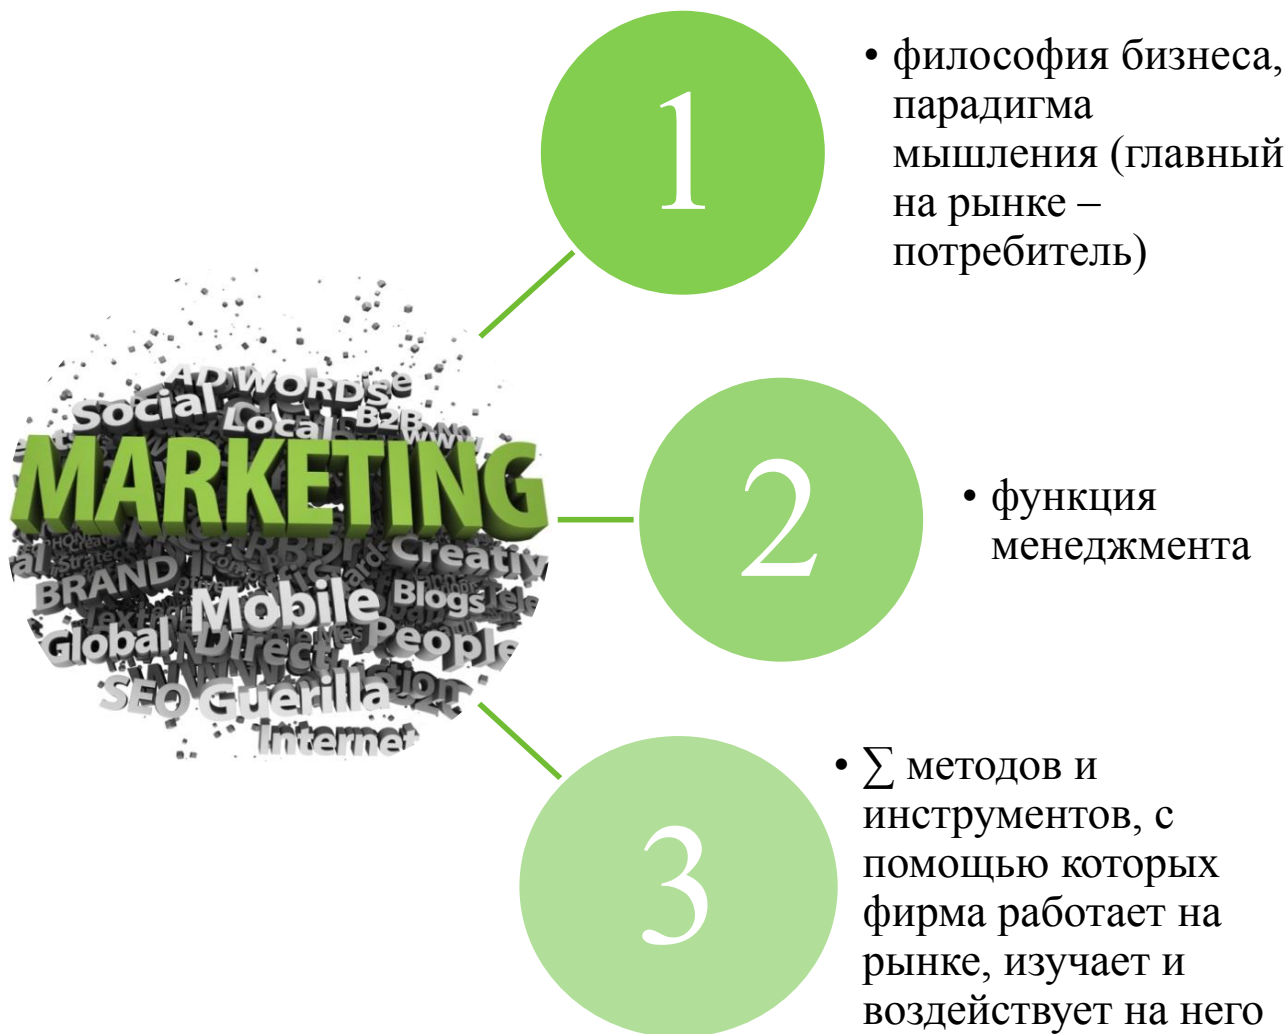 1
• философия бизнеса,
парадигма
мышления (главный
на рынке –
потребитель)
ADWORDS
Social
Local
B2B
www
MARKETING
Creativ
BRAND
Mobile
Blogs
Global
Direct
People
SEO Guerilla
Internet
2
• функция
менеджмента
3
• ∑ методов и
инструментов, с
помощью которых
фирма работает на
рынке, изучает и
воздействует на него